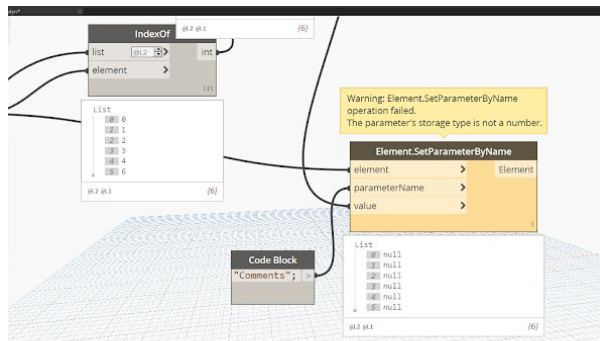 dyn*
IndexOf
@L2 @L1
{6}
list
@L2
int
element
List
0 0
1 1
2 2
3 3
4 4
5 6
@L2 @L1
{6}
Warning: Element.SetParameterByName
operation failed.
The parameter's storage type is not a number.
Element.SetParameterByName
element
Element
parameterName
value
Code Block
"Comments";
>
List
0 null
1 null
2 null
3 null
4 null
5 null
@L2 @L1
{6}